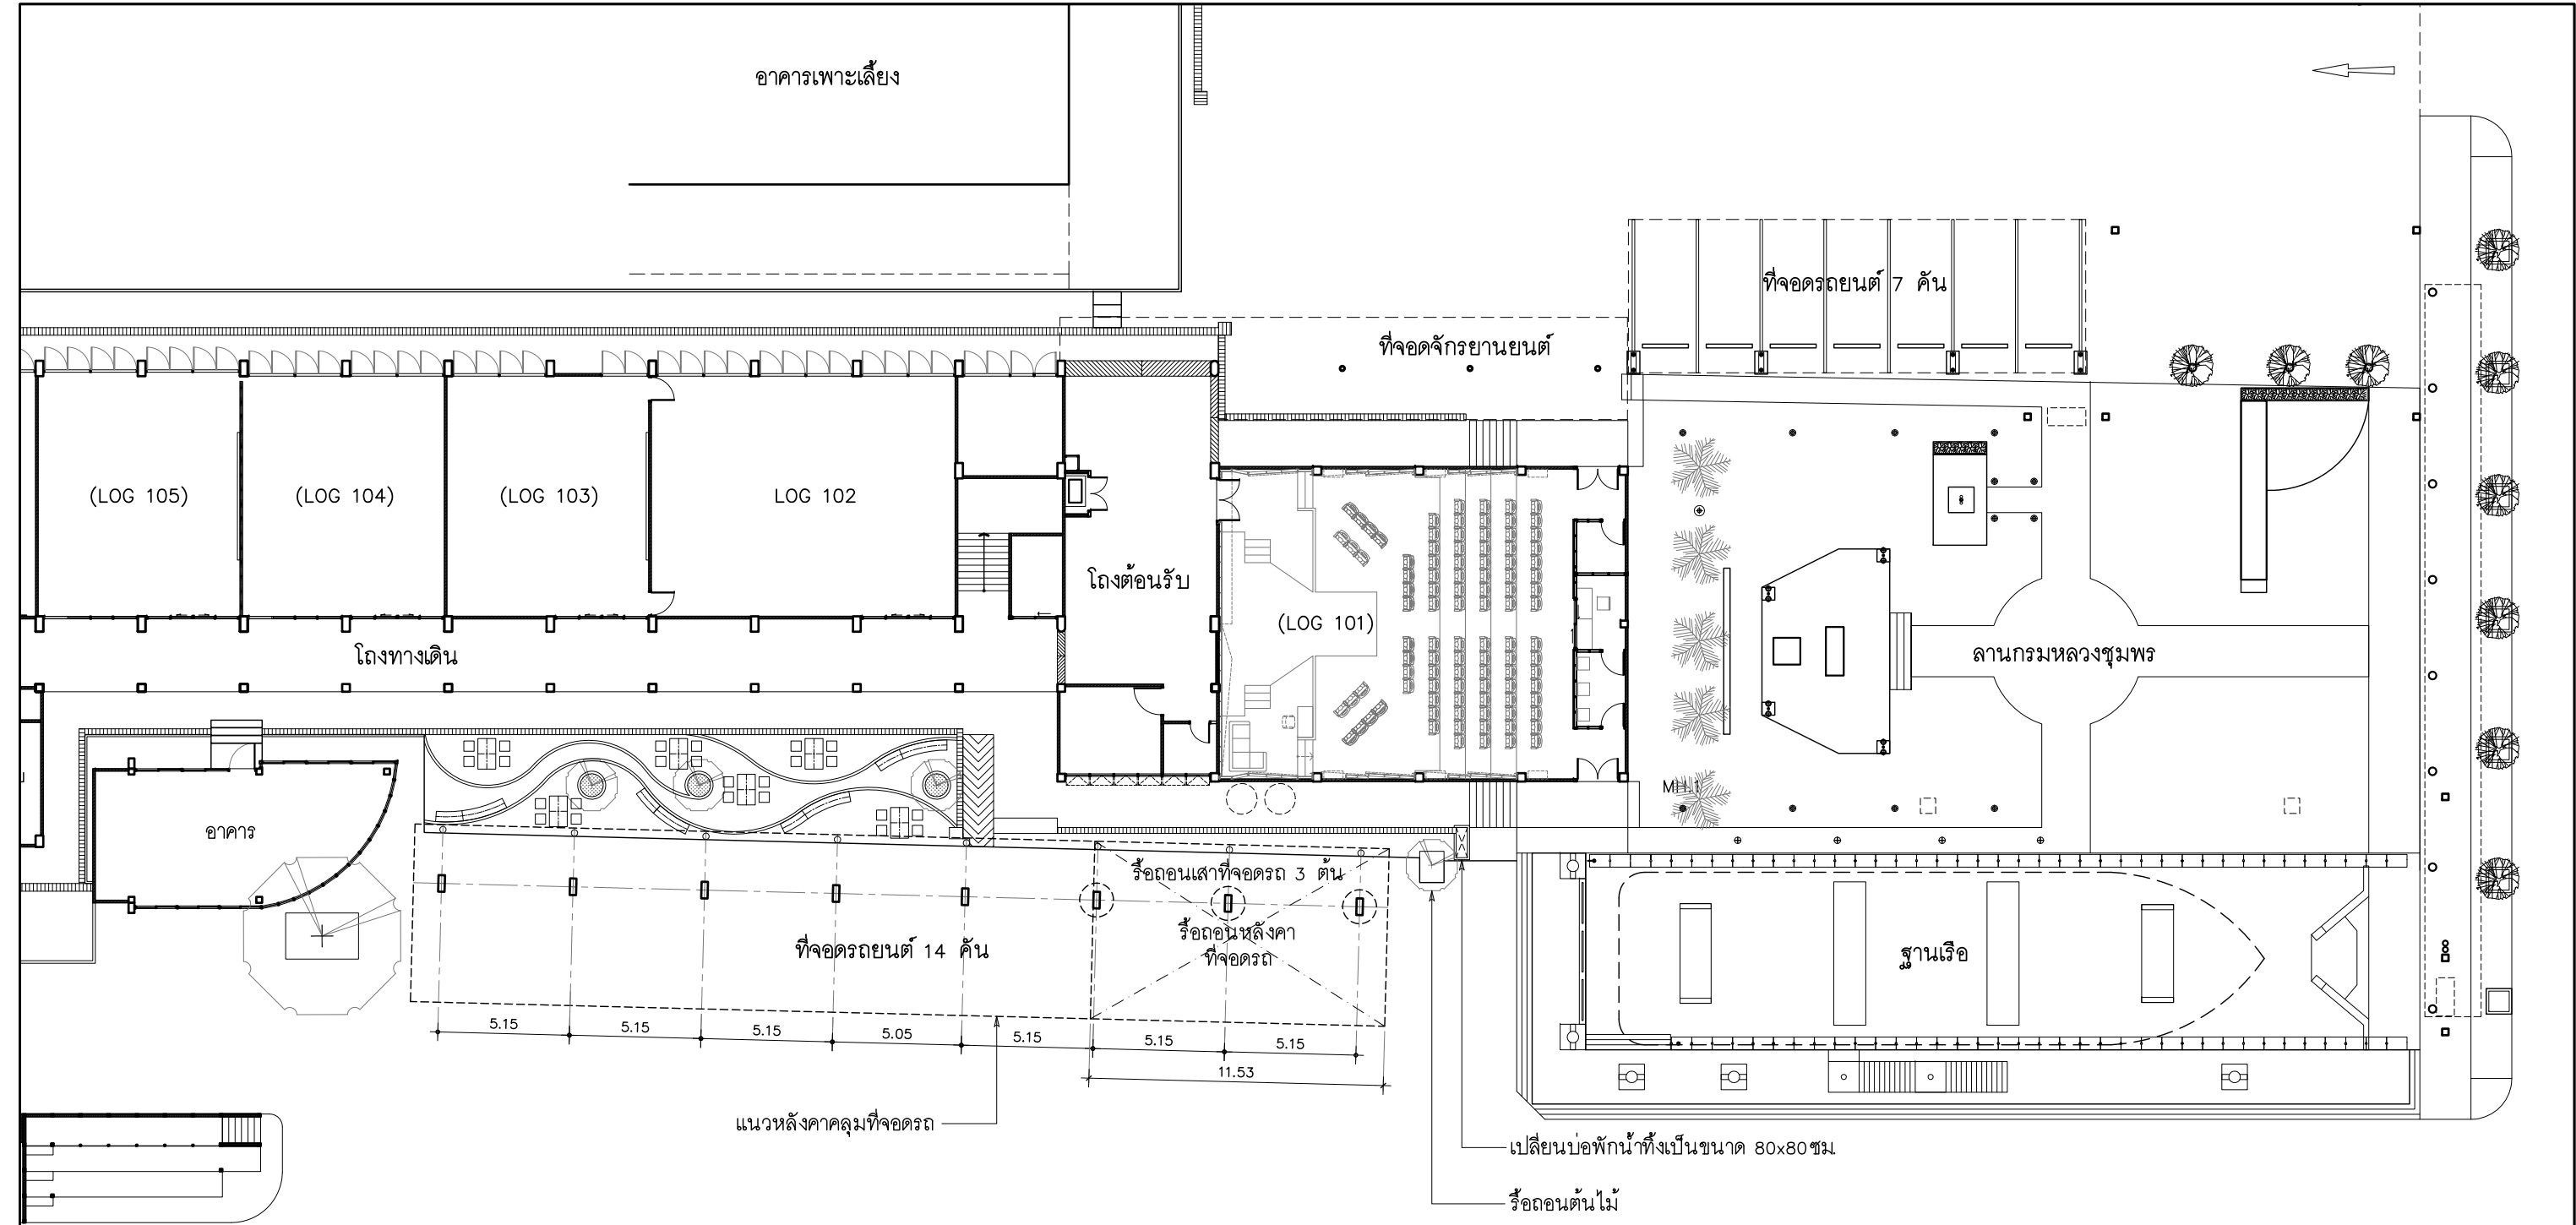 อาคารเพาะเลี้ยง
ที่จอดรถยนต์ 7 คัน
ที่จอดจักรยานยนต์
(LOG 105)
(LOG 104)
(LOG 103)
LOG 102
โถงต้อนรับ
(LOG 101)
โถงทางเดิน
ลานกรมหลวงชุมพร
MH.1
อาคาร
รื้อถอนเสาที่จอดรถ 3 ต้น
รื้อถอนหลังคา
ที่จอดรถ
ที่จอดรถยนต์ 14 คัน
ฐานเรือ
5.15
5.15
5.15
5.05
5.15
5.15
5.15
11.53
แนวหลังคาคลุมที่จอดรถ
เปลี่ยนบ่อพักน้ำทิ้งเป็นขนาด 80x80ซม.
รื้อถอนต้นไม้